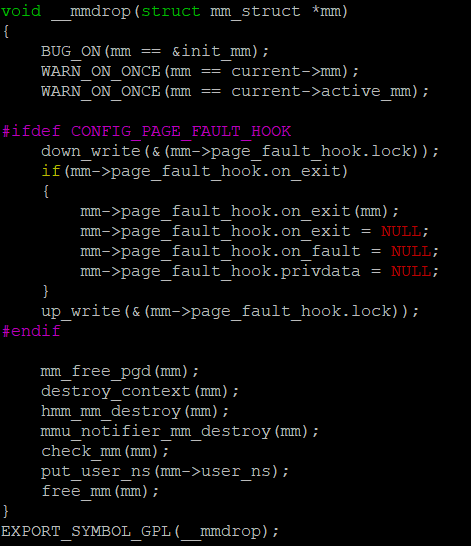 void __mmdrop(struct mm_struct *mm)
{
    BUG_ON(mm == &init_mm);
    WARN_ON_ONCE(mm == current->mm);
    WARN_ON_ONCE(mm == current->active_mm);

#ifdef CONFIG_PAGE_FAULT_HOOK
    down_write(&(mm->page_fault_hook.lock));
    if(mm->page_fault_hook.on_exit)
    {
        mm->page_fault_hook.on_exit(mm);
        mm->page_fault_hook.on_exit = NULL;
        mm->page_fault_hook.on_fault = NULL;
        mm->page_fault_hook.privdata = NULL;
    }
    up_write(&(mm->page_fault_hook.lock));
#endif

    mm_free_pgd(mm);
    destroy_context(mm);
    hmm_mm_destroy(mm);
    mmu_notifier_mm_destroy(mm);
    check_mm(mm);
    put_user_ns(mm->user_ns);
    free_mm(mm);
}
EXPORT_SYMBOL_GPL(__mmdrop);